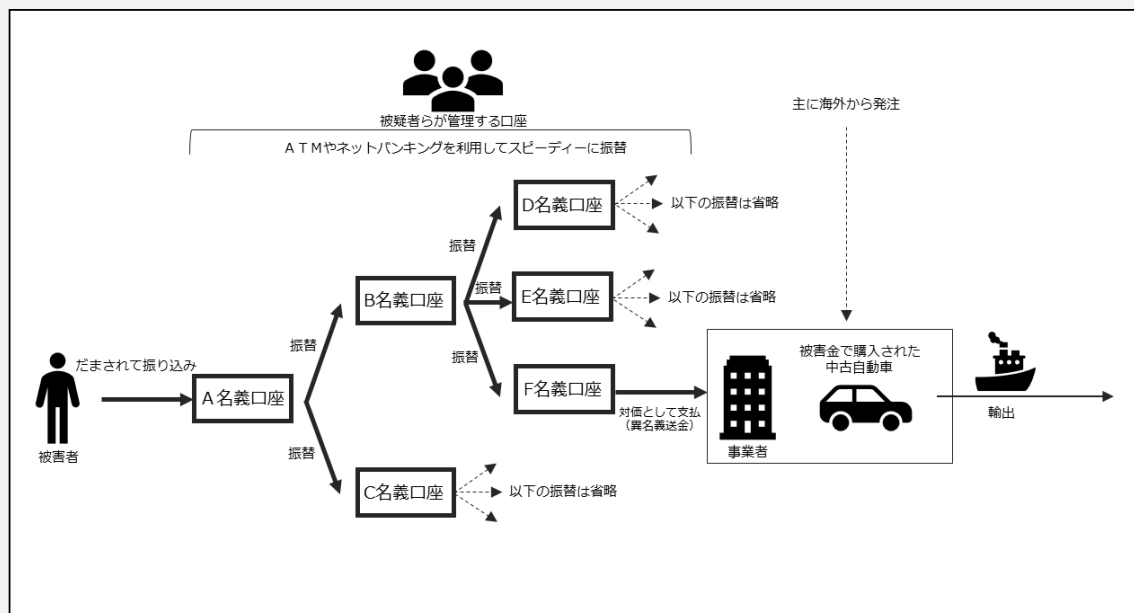 被疑者らが管理する口座
ＡＴＭやネットバンキングを利用してスピーディーに振替
主に海外から発注
D名義口座
以下の振替は省略
振替
B名義口座
振替
E名義口座
以下の振替は省略
振替
振替
だまされて振り込み
A名義口座
F名義口座
対価として支払
（異名義送金）
被害金で購入された
中古自動車
事業者
輸出
被害者
振替
C名義口座
以下の振替は省略